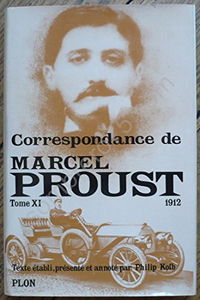 Correspondance de
MARCEL
Tome XI 1912
PROUST
Texte établi, présenté et annoté par Philip Kolb
PLON